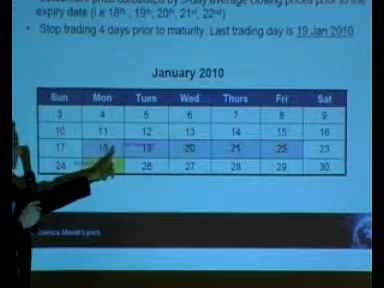 settlement price calculated by 5-day average closing prices prior to the
expiry date (i.e 18th , 19th, 20th, 21st, 22nd)
• Stop trading 4 days prior to maturity. Last trading day is 19 Jan 2010
January 2010
Sun Mon Tues Wed Thurs Fri Sat
3 4 5 6 7 8 9
10 11 12 13 14 15 16
17 18 19 20 21 22 23
24 26 27 28 29 30
Merrill Lynch